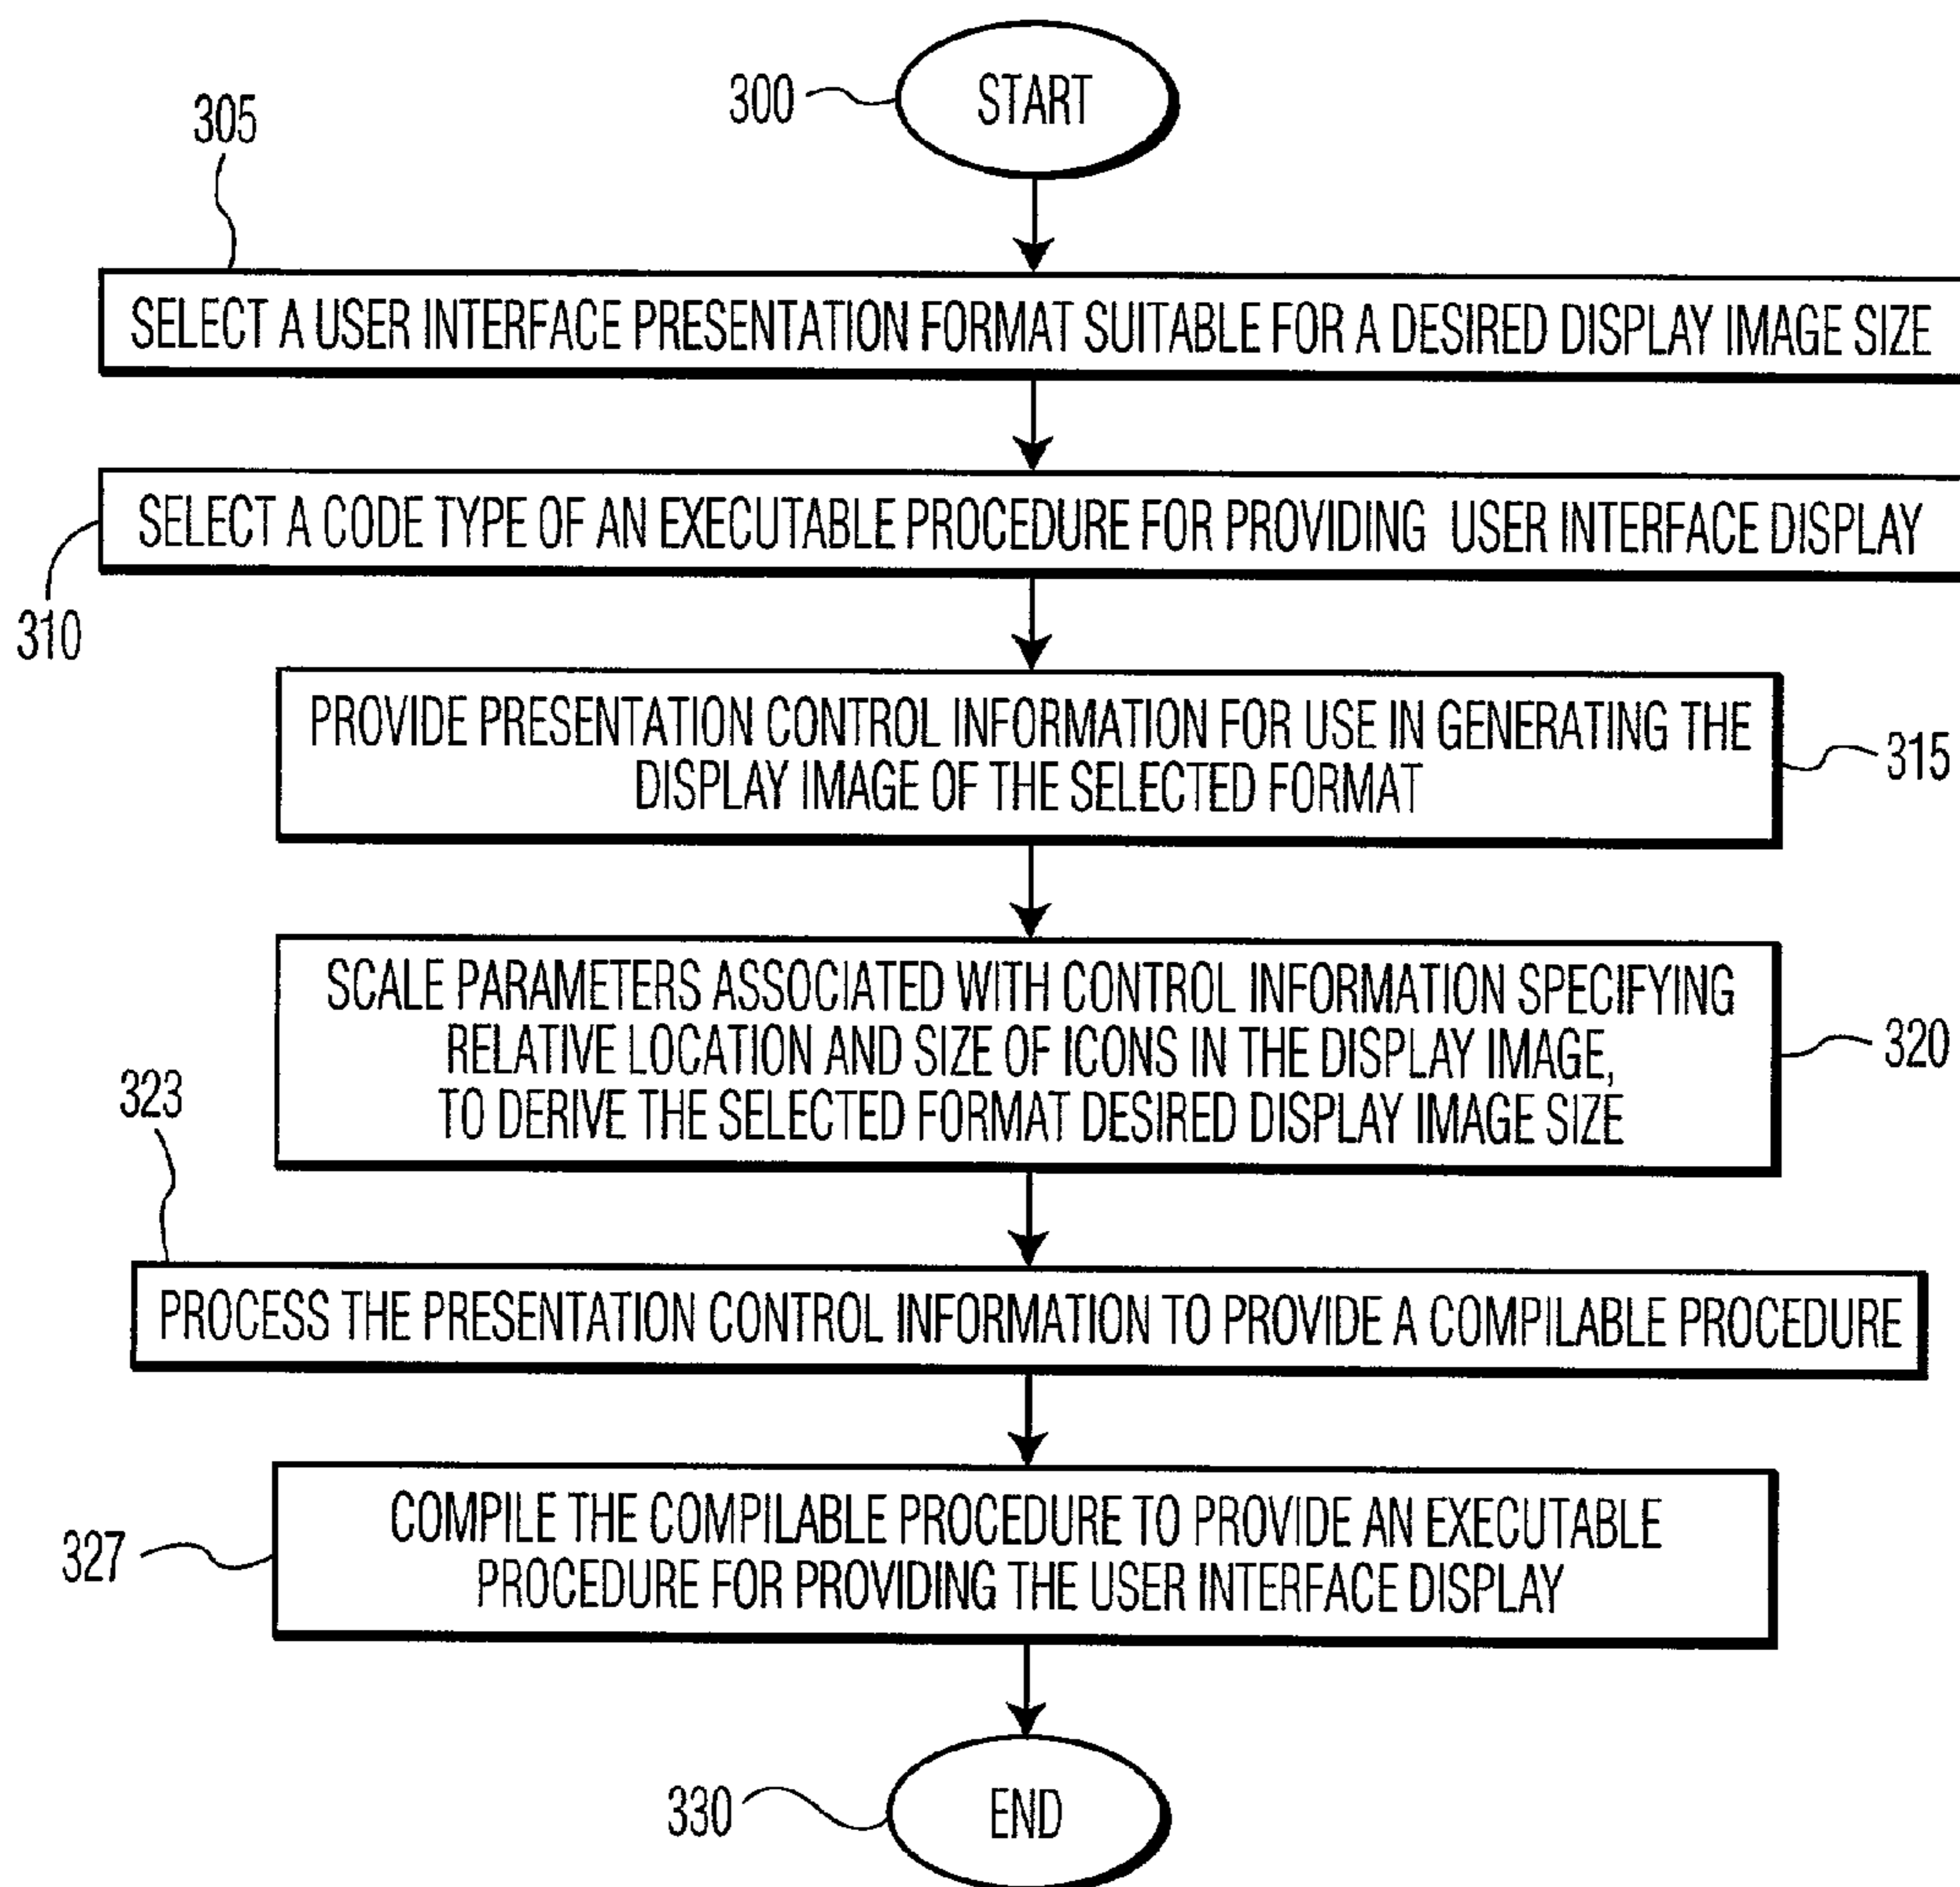 300
START
305
SELECT A USER INTERFACE PRESENTATION FORMAT SUITABLE FOR A DESIRED DISPLAY IMAGE SIZE
SELECT A CODE TYPE OF AN EXECUTABLE PROCEDURE FOR PROVIDING USER INTERFACE DISPLAY
310
PROVIDE PRESENTATION CONTROL INFORMATION FOR USE IN GENERATING THE
DISPLAY IMAGE OF THE SELECTED FORMAT
315
SCALE PARAMETERS ASSOCIATED WITH CONTROL INFORMATION SPECIFYING
RELATIVE LOCATION AND SIZE OF ICONS IN THE DISPLAY IMAGE,
TO DERIVE THE SELECTED FORMAT DESIRED DISPLAY IMAGE SIZE
320
323
PROCESS THE PRESENTATION CONTROL INFORMATION TO PROVIDE A COMPILABLE PROCEDURE
COMPILE THE COMPILABLE PROCEDURE TO PROVIDE AN EXECUTABLE
PROCEDURE FOR PROVIDING THE USER INTERFACE DISPLAY
327
330
END